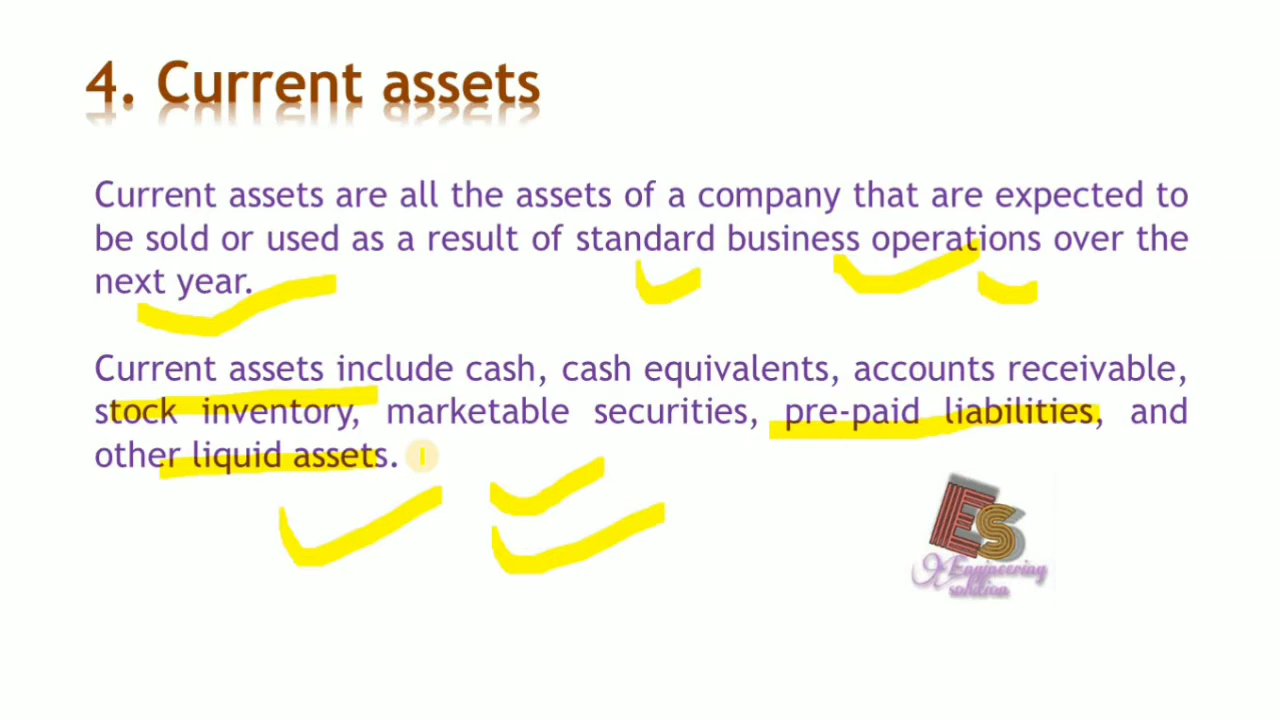 4. Current assets
Current assets are all the assets of a company that are expected to
be sold or used as a result of standard business operations over the
next year.
Current assets include cash, cash equivalents, accounts receivable,
stock inventory, marketable securities, pre-paid liabilities, and
other liquid assets.
ES
Engineering
solution